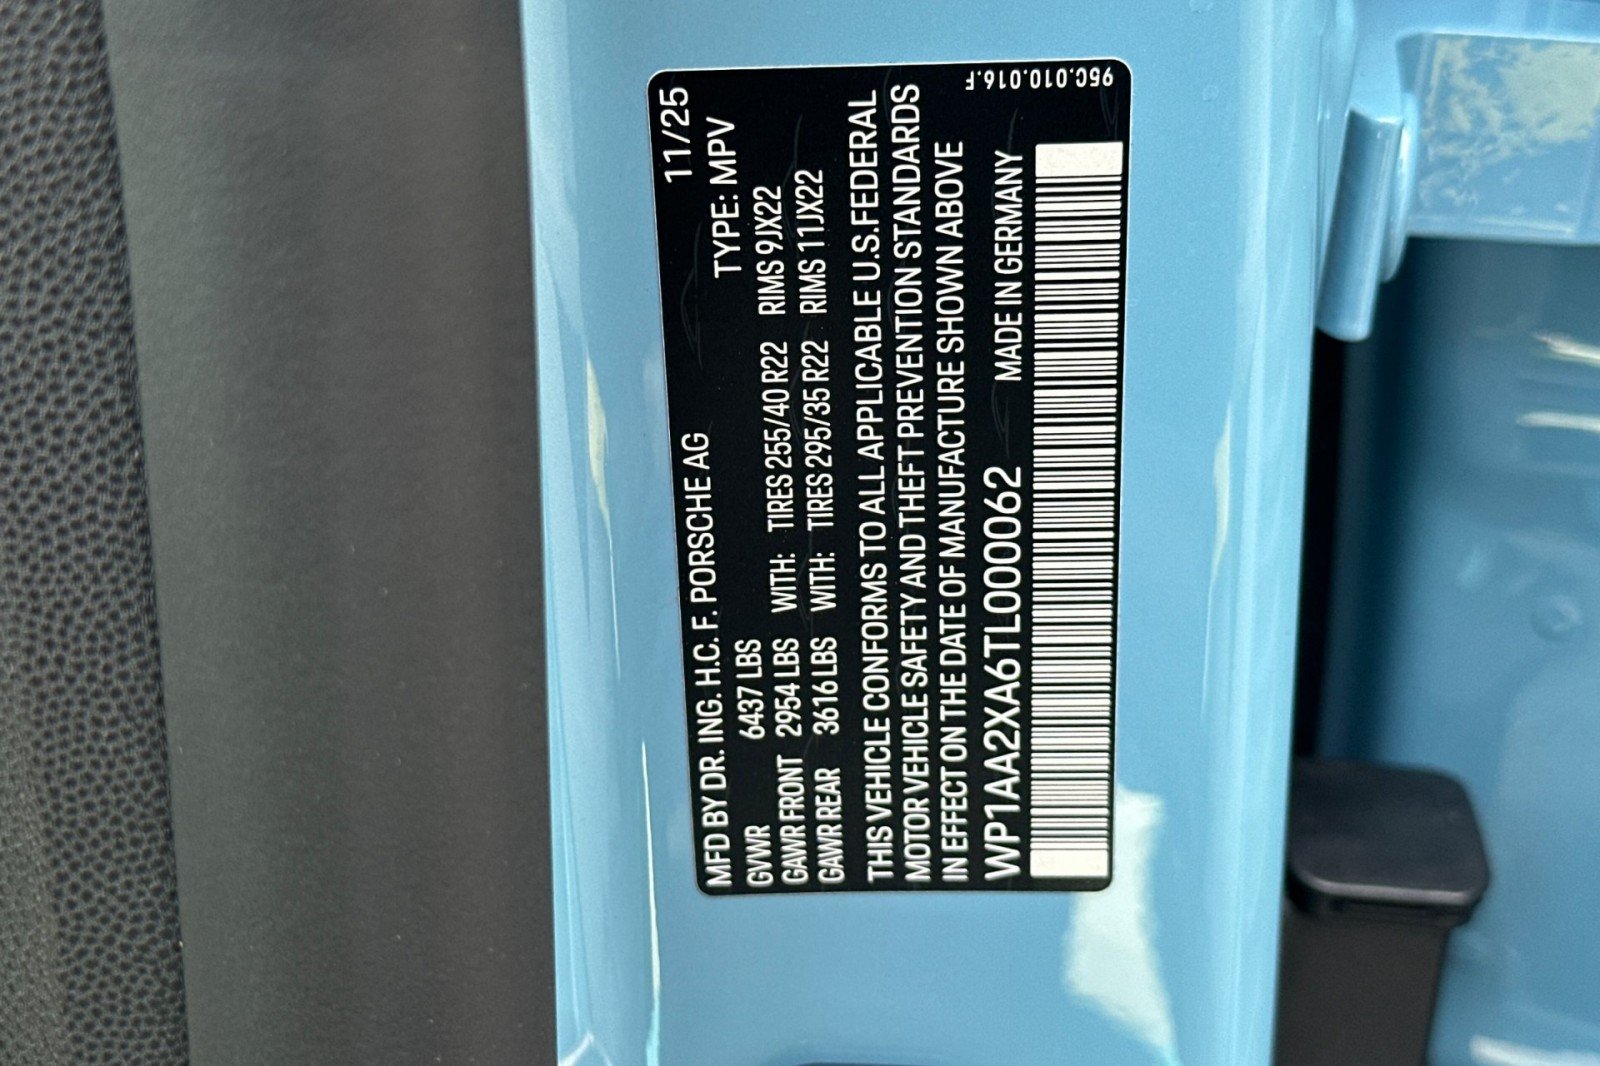 11/25
MFD BY DR. ING. H.C. F. PORSCHE AG TYPE: MPV
GVWR 6437 LBS
GAWR FRONT 2954 LBS WITH: TIRES 255/40 R22 RIMS 9JX22
GAWR REAR 3616 LBS WITH: TIRES 295/35 R22 RIMS 11JX22
THIS VEHICLE CONFORMS TO ALL APPLICABLE U.S.FEDERAL
MOTOR VEHICLE SAFETY AND THEFT PREVENTION STANDARDS
IN EFFECT ON THE DATE OF MANUFACTURE SHOWN ABOVE
WP1AA2XA6TL000062 MADE IN GERMANY
95C.010.016.F